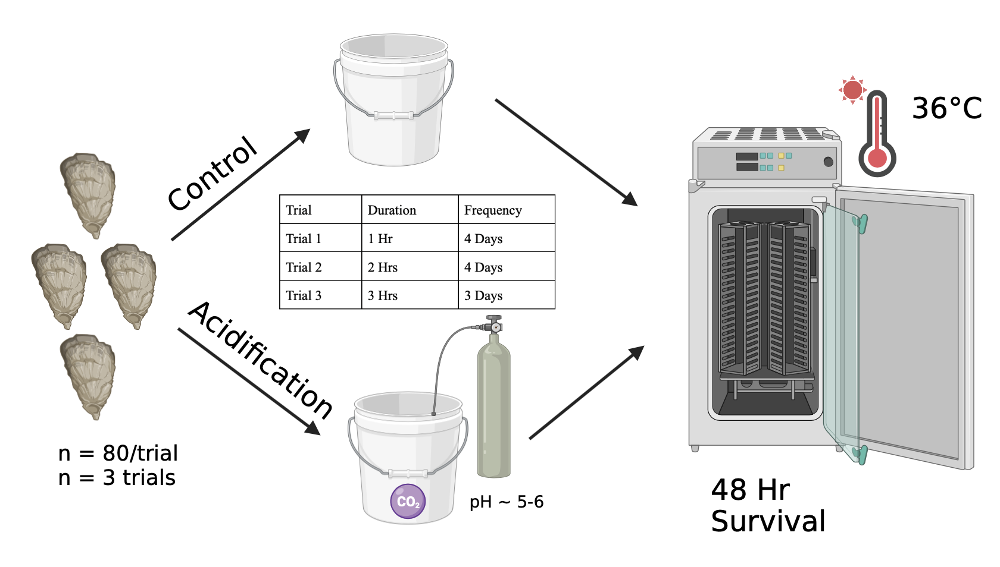 36°C
Control
Trial Duration Frequency
Trial 1 1 Hr 4 Days
Trial 2 2 Hrs 4 Days
Trial 3 3 Hrs 3 Days
Acidification
n = 80/trial
n = 3 trials
CO₂
pH ~ 5-6
48 Hr
Survival